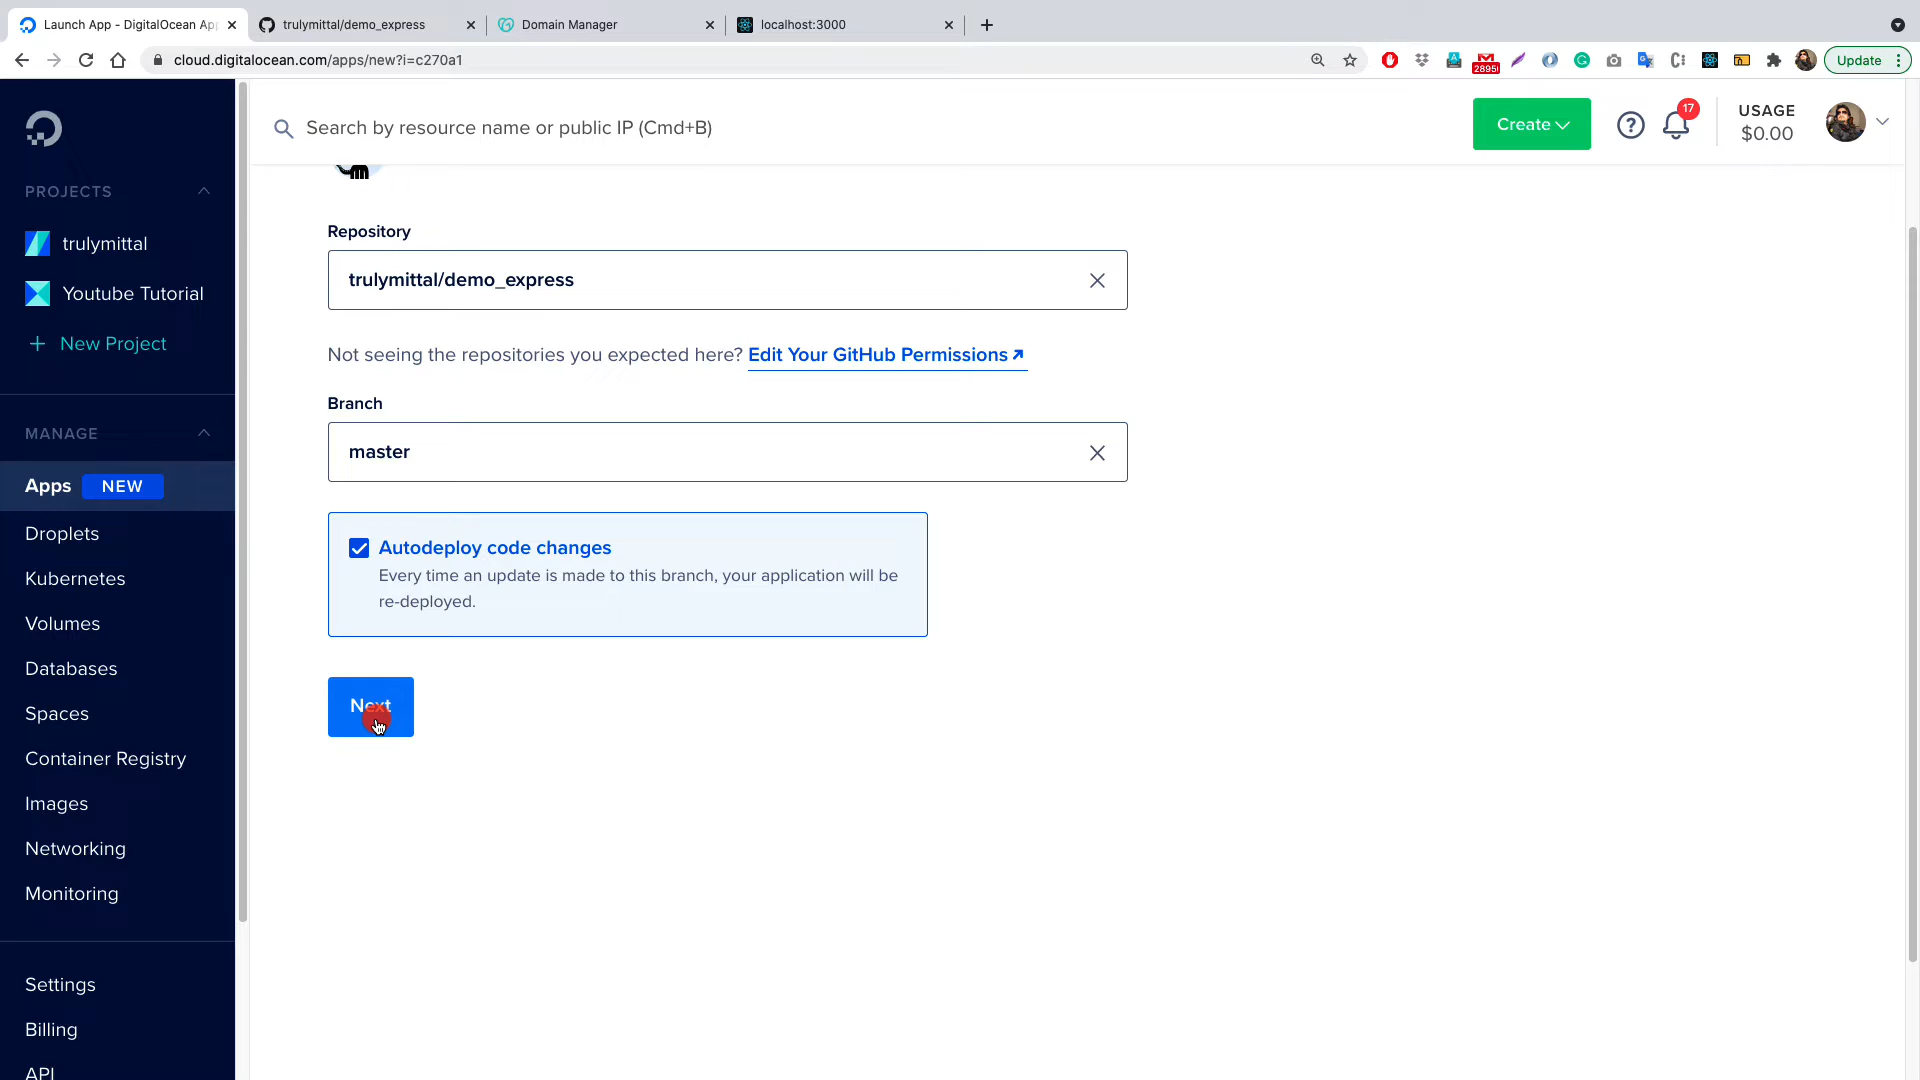 Launch App - DigitalOcean App
trulymittal/demo_express
Domain Manager
localhost:3000
cloud.digitalocean.com/apps/new?i=c270a1
28950
Update
Search by resource name or public IP (Cmd+B)
Create
17
USAGE
$0.00
PROJECTS
trulymittal
Youtube Tutorial
+ New Project
MANAGE
Apps NEW
Droplets
Kubernetes
Volumes
Databases
Spaces
Container Registry
Images
Networking
Monitoring
Settings
Billing
API
Repository
trulymittal/demo_express
Not seeing the repositories you expected here? Edit Your GitHub Permissions
Branch
master
Autodeploy code changes
Every time an update is made to this branch, your application will be
re-deployed.
Next